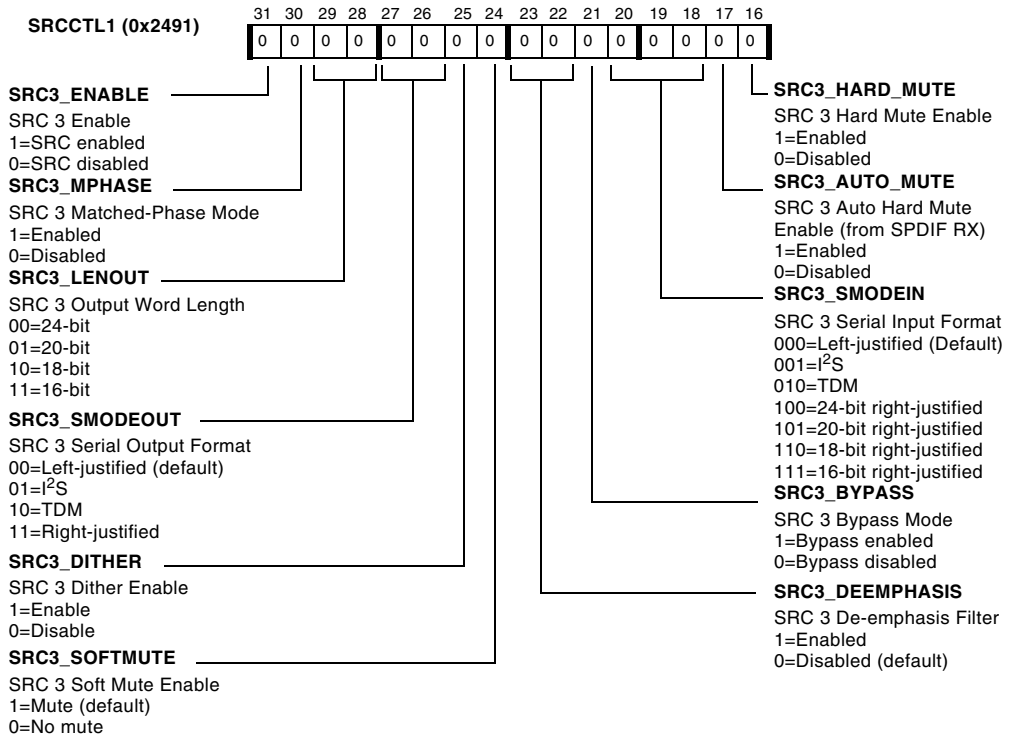 SRCCTL1 (0x2491)
31 30 29 28 27 26 25 24 23 22 21 20 19 18 17 16
0 0 0 0 0 0 0 0 0 0 0 0 0 0 0 0
SRC3_ENABLE
SRC 3 Enable
1=SRC enabled
0=SRC disabled
SRC3_MPHASE
SRC 3 Matched-Phase Mode
1=Enabled
0=Disabled
SRC3_LENOUT
SRC 3 Output Word Length
00=24-bit
01=20-bit
10=18-bit
11=16-bit
SRC3_SMODEOUT
SRC 3 Serial Output Format
00=Left-justified (default)
01=I²S
10=TDM
11=Right-justified
SRC3_DITHER
SRC 3 Dither Enable
1=Enable
0=Disable
SRC3_SOFTMUTE
SRC 3 Soft Mute Enable
1=Mute (default)
0=No mute
SRC3_HARD_MUTE
SRC 3 Hard Mute Enable
1=Enabled
0=Disabled
SRC3_AUTO_MUTE
SRC 3 Auto Hard Mute
Enable (from SPDIF RX)
1=Enabled
0=Disabled
SRC3_SMODEIN
SRC 3 Serial Input Format
000=Left-justified (Default)
001=I²S
010=TDM
100=24-bit right-justified
101=20-bit right-justified
110=18-bit right-justified
111=16-bit right-justified
SRC3_BYPASS
SRC 3 Bypass Mode
1=Bypass enabled
0=Bypass disabled
SRC3_DEEMPHASIS
SRC 3 De-emphasis Filter
1=Enabled
0=Disabled (default)